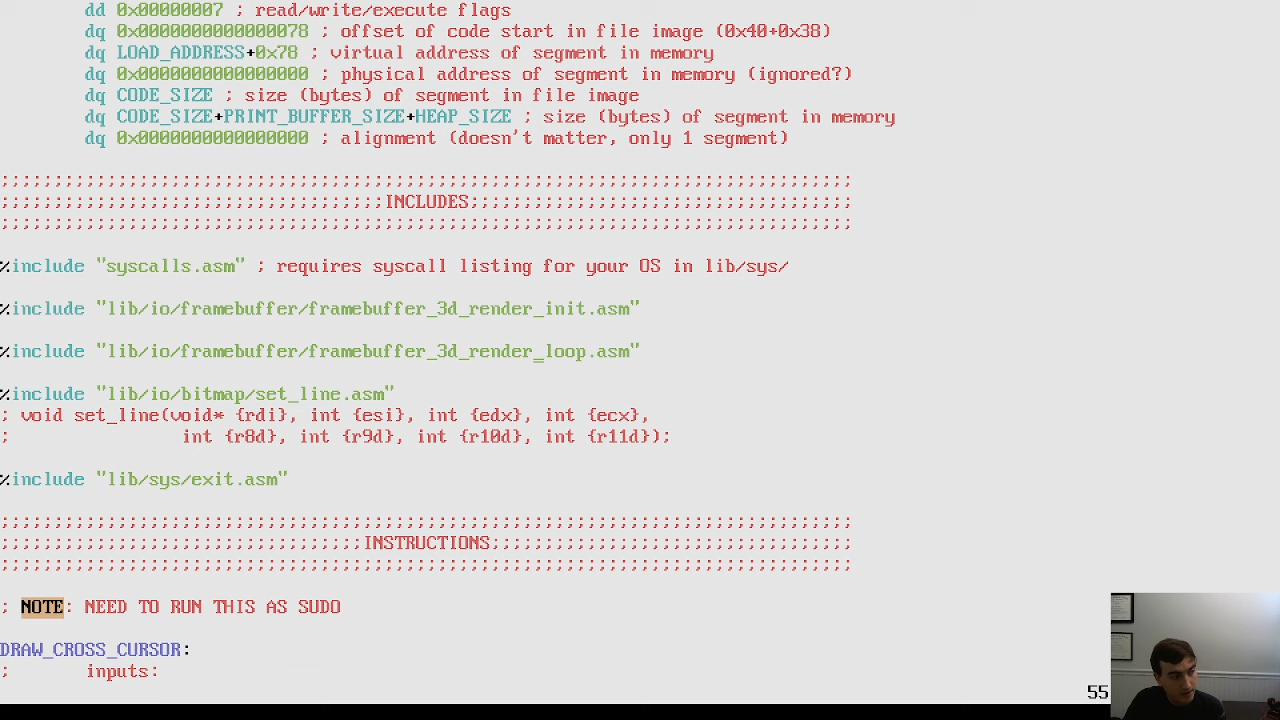 dd 0x00000007 ; read/write/execute flags
dq 0x0000000000000078 ; offset of code start in file image (0x40+0x38)
dq LOAD_ADDRESS+0x78 ; virtual address of segment in memory
dq 0x0000000000000000 ; physical address of segment in memory (ignored?)
dq CODE_SIZE ; size (bytes) of segment in file image
dq CODE_SIZE+PRINT_BUFFER_SIZE+HEAP_SIZE ; size (bytes) of segment in memory
dq 0x0000000000000000 ; alignment (doesn't matter, only 1 segment)
;;;;;;;;;;;;;;;;;;;;;;;;;;;;;;;;;;;;;;;;;;;;;;;;;;;;;;;;;;;;;;;;;;;;;;;;;;;;;;;;
;;;;;;;;;;;;;;;;;;;;;;;;;;;;;;;;;;;;INCLUDES;;;;;;;;;;;;;;;;;;;;;;;;;;;;;;;;;;;;
;;;;;;;;;;;;;;;;;;;;;;;;;;;;;;;;;;;;;;;;;;;;;;;;;;;;;;;;;;;;;;;;;;;;;;;;;;;;;;;;
%include "syscalls.asm" ; requires syscall listing for your OS in lib/sys/
%include "lib/io/framebuffer/framebuffer_3d_render_init.asm"
%include "lib/io/framebuffer/framebuffer_3d_render_loop.asm"
%include "lib/io/bitmap/set_line.asm"
; void set_line(void* {rdi}, int {esi}, int {edx}, int {ecx},
; int {r8d}, int {r9d}, int {r10d}, int {r11d});
%include "lib/sys/exit.asm"
;;;;;;;;;;;;;;;;;;;;;;;;;;;;;;;;;;;;;;;;;;;;;;;;;;;;;;;;;;;;;;;;;;;;;;;;;;;;;;;;
;;;;;;;;;;;;;;;;;;;;;;;;;;;;;;;;;;INSTRUCTIONS;;;;;;;;;;;;;;;;;;;;;;;;;;;;;;;;;;
;;;;;;;;;;;;;;;;;;;;;;;;;;;;;;;;;;;;;;;;;;;;;;;;;;;;;;;;;;;;;;;;;;;;;;;;;;;;;;;;
; NOTE: NEED TO RUN THIS AS SUDO
DRAW_CROSS_CURSOR:
; inputs:
55